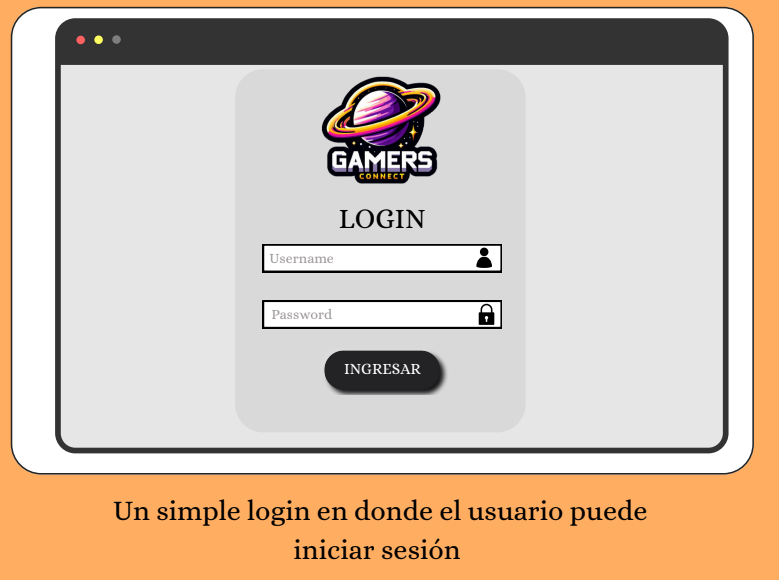 GAMERS
CONNECT
LOGIN
Username
Password
INGRESAR
Un simple login en donde el usuario puede
iniciar sesión